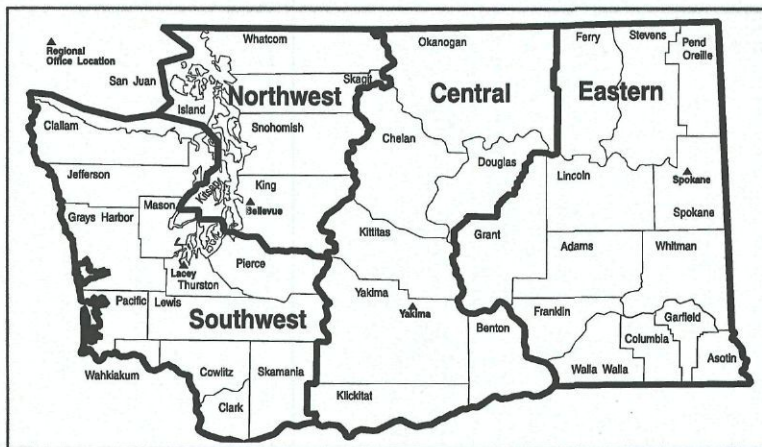 Regional
Office Location
San Juan
Whatcom
Skagit
Island
Northwest
Snohomish
King
Bellevue
Kitsap
Clallam
Jefferson
Grays Harbor
Mason
Lacey
Thurston
Pierce
Pacific
Lewis
Southwest
Wahkiakum
Cowlitz
Clark
Skamania
Okanogan
Central
Chelan
Douglas
Kittitas
Yakima
Yakima
Benton
Klickitat
Ferry
Stevens
Pend
Oreille
Eastern
Lincoln
Spokane
Spokane
Grant
Adams
Whitman
Franklin
Garfield
Columbia
Walla Walla
Asotin